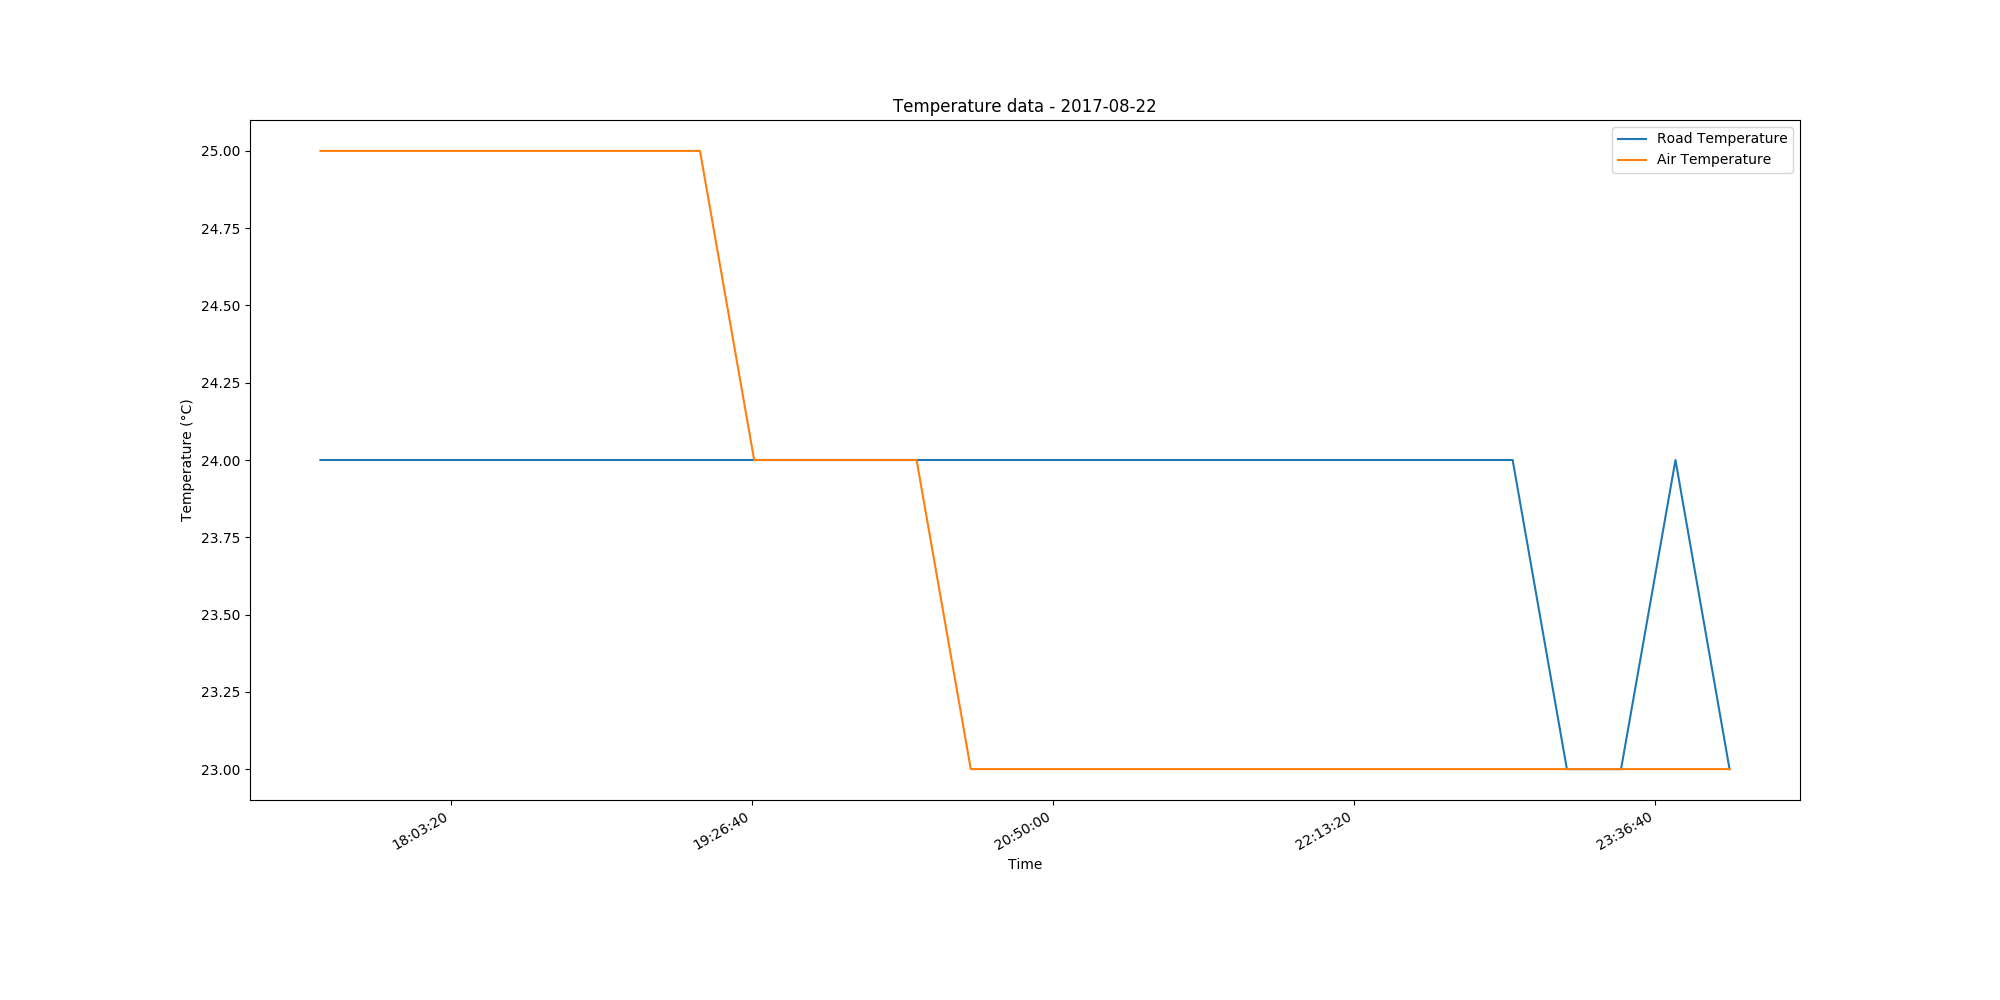 Temperature data - 2017-08-22
Road Temperature
Air Temperature
25.00
24.75
24.50
24.25
24.00
23.75
23.50
23.25
23.00
Temperature (°C)
18:03:20
19:26:40
20:50:00
22:13:20
23:36:40
Time